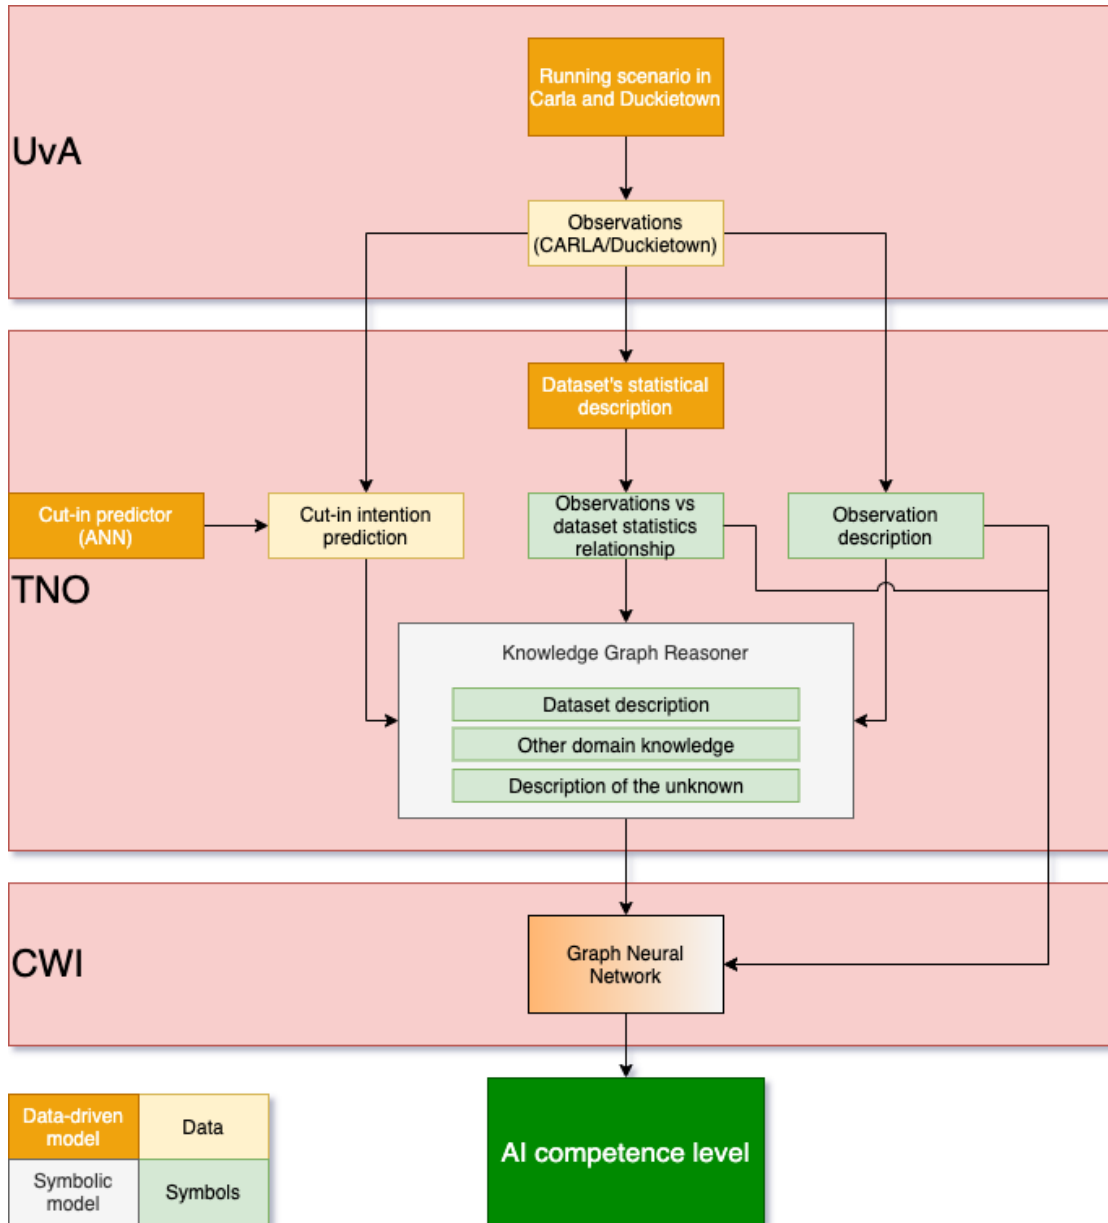 Running scenario in
Carla and Duckietown
UvA
Observations
(CARLA/Duckietown)
Dataset's statistical
description
Cut-in predictor
(ANN)
Cut-in intention
prediction
Observations vs
dataset statistics
relationship
Observation
description
TNO
Knowledge Graph Reasoner
Dataset description
Other domain knowledge
Description of the unknown
CWI
Graph Neural
Network
Data-driven
model
Data
Symbolic
model
Symbols
AI competence level